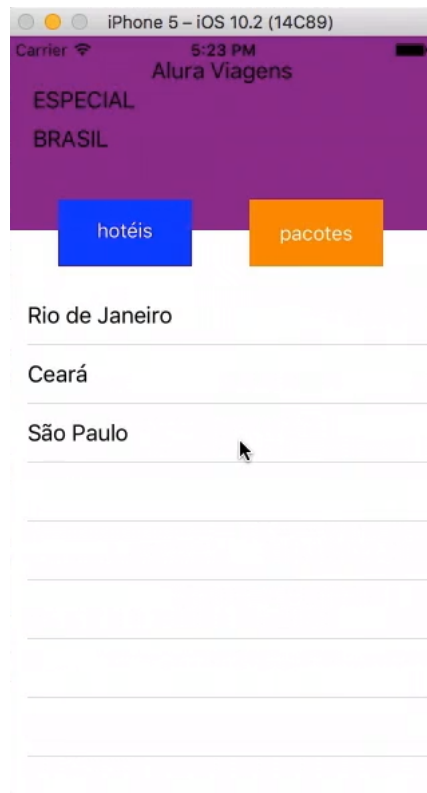 iPhone 5 – iOS 10.2 (14C89)
Carrier 5:23 PM
Alura Viagens
ESPECIAL
BRASIL
hotéis pacotes
Rio de Janeiro
Ceará
São Paulo